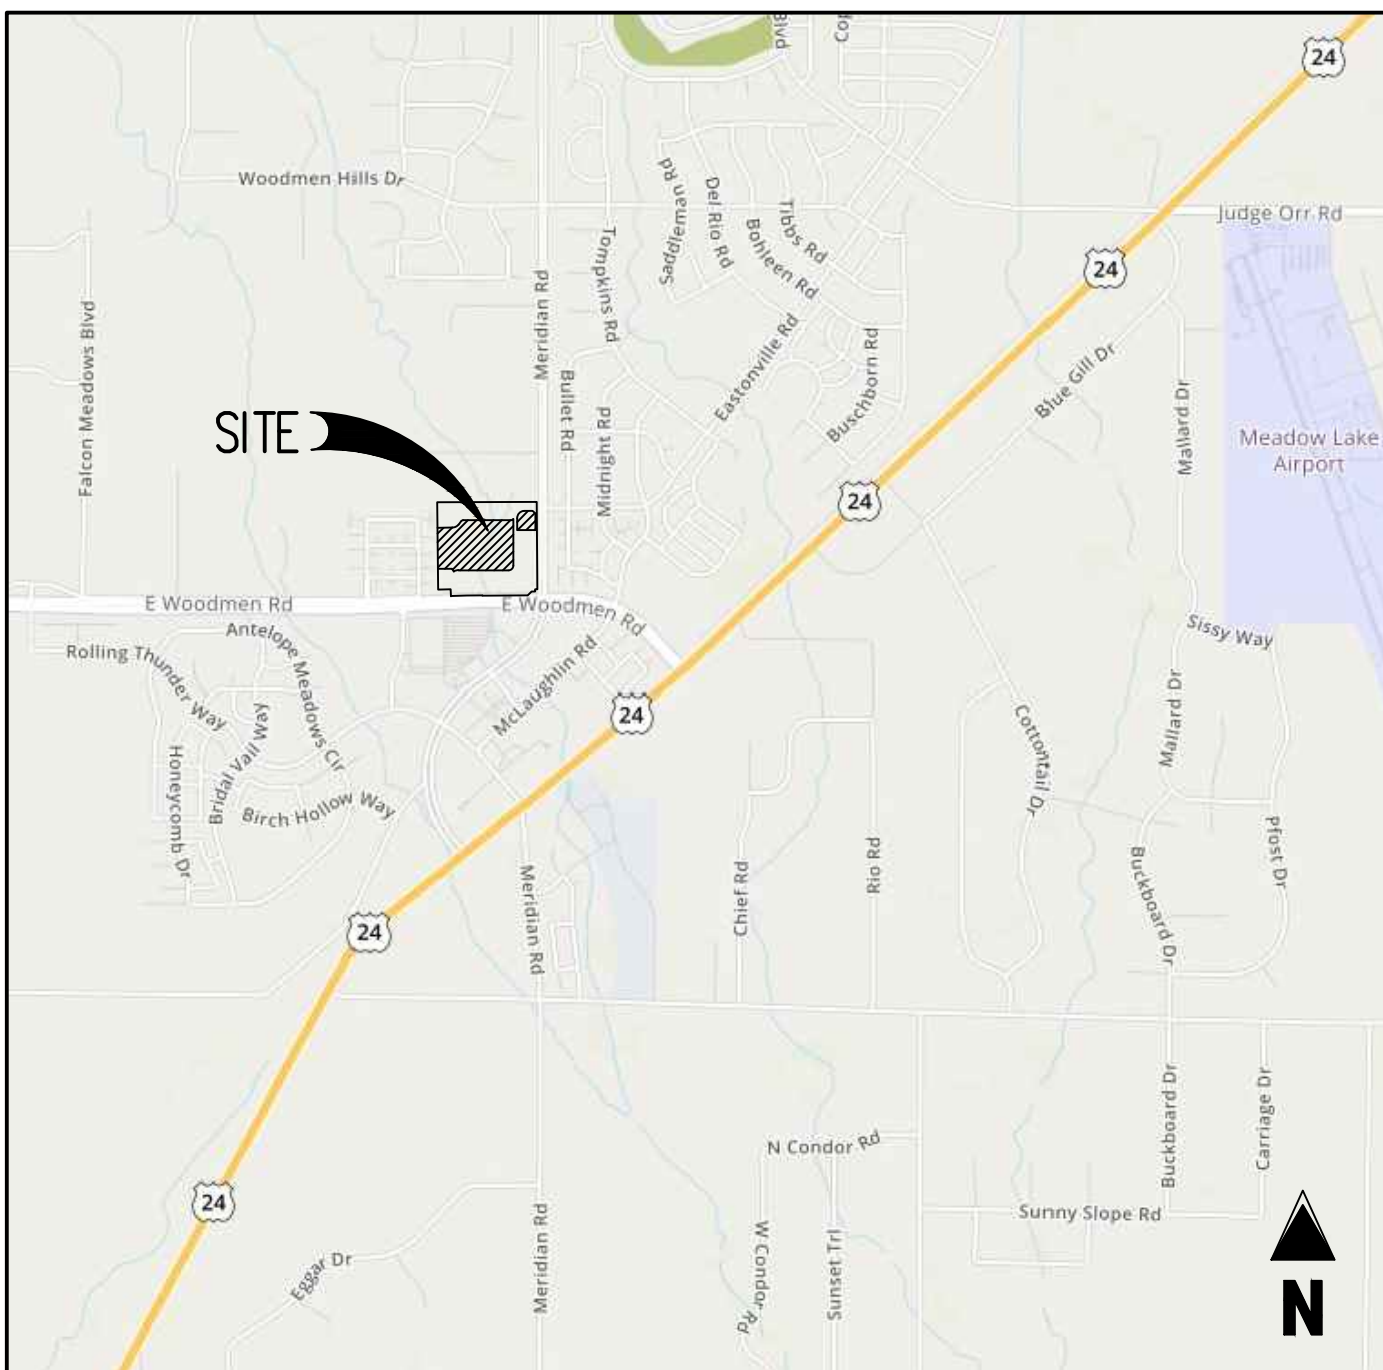 Blvd
24
Woodmen Hills Dr
Saddleman Rd
Del Rio Rd
Tibbs Rd
Bohleen Rd
Judge Orr Rd
Tompkins Rd
24
Meridian Rd
Falcon Meadows Blvd
Eastonville Rd
Buschborn Rd
Blue Gill Dr
Bullet Rd
Midnight Rd
Mallard Dr
SITE
Meadow Lake
Airport
24
E Woodmen Rd
E Woodmen Rd
Antelope Meadows Cir
Rolling Thunder Way
Sissy Way
McLaughlin Rd
Mallard Dr
24
Cottontail Dr
Bridal Vail Way
Honeycomb Dr
Birch Hollow Way
Pfost Dr
Buckboard Dr
Rio Rd
Chief Rd
Meridian Rd
24
Buckboard Dr
Carriage Dr
N Condor Rd
24
Sunny Slope Rd
Meridian Rd
W Condor Rd
Sunset Trl
Eggar Dr
N